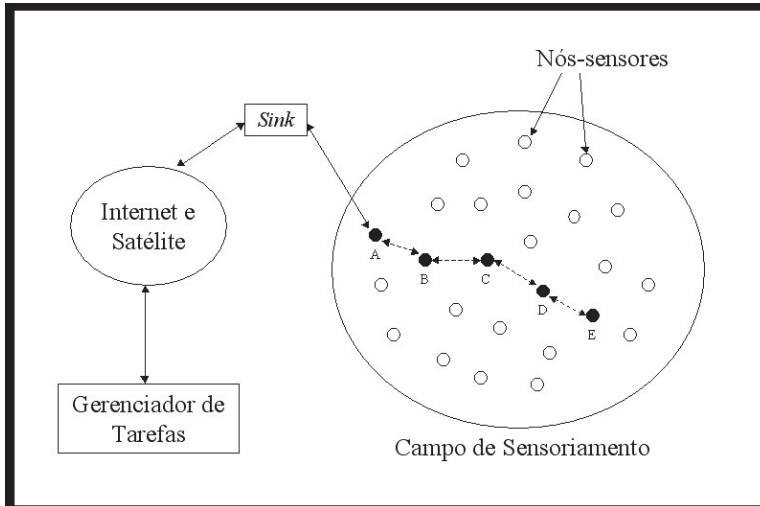 Nós-sensores
Sink
Internet e
Satélite
A
B
C
D
E
Gerenciador de
Tarefas
Campo de Sensoriamento